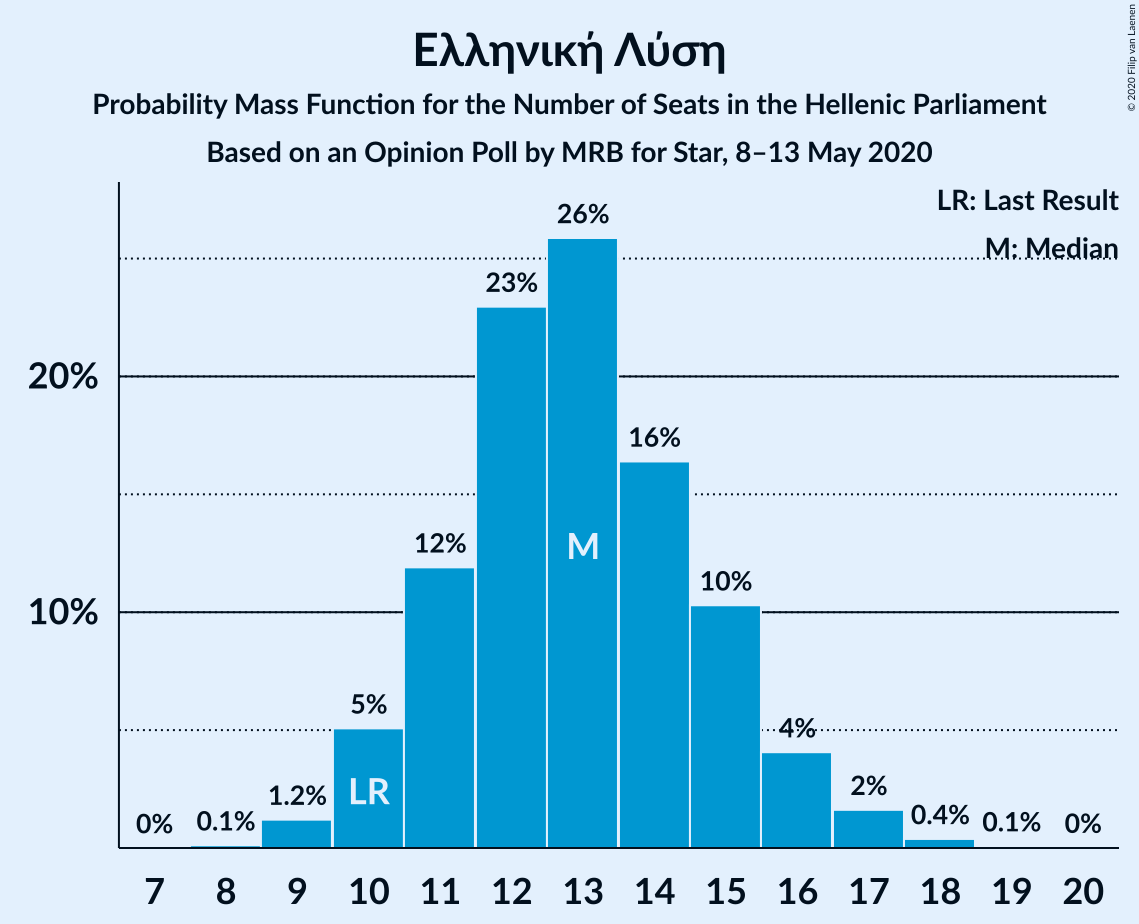 Ελληνική Λύση
Probability Mass Function for the Number of Seats in the Hellenic Parliament
Based on an Opinion Poll by MRB for Star, 8–13 May 2020
© 2020 Filip van Laenen
LR: Last Result
M: Median
26%
23%
20%
16%
M
12%
10%
10%
5%
4%
LR
2%
1.2%
0.4%
0.1%
0.1%
0%
0%
7 8 9 10 11 12 13 14 15 16 17 18 19 20